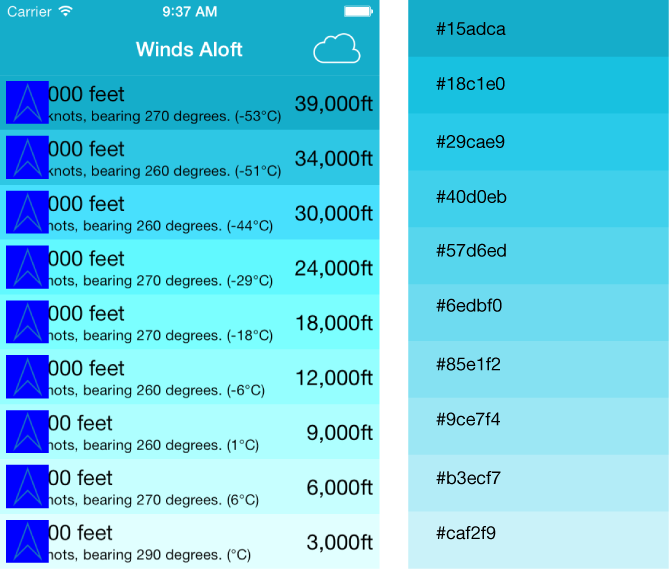 Carrier 9:37 AM
Winds Aloft
000 feet
knots, bearing 270 degrees. (-53°C)
39,000ft
000 feet
knots, bearing 260 degrees. (-51°C)
34,000ft
000 feet
nots, bearing 260 degrees. (-44°C)
30,000ft
000 feet
nots, bearing 270 degrees. (-29°C)
24,000ft
000 feet
nots, bearing 270 degrees. (-18°C)
18,000ft
000 feet
nots, bearing 260 degrees. (-6°C)
12,000ft
00 feet
nots, bearing 260 degrees. (1°C)
9,000ft
00 feet
nots, bearing 270 degrees. (6°C)
6,000ft
00 feet
nots, bearing 290 degrees. (°C)
3,000ft
#15adca
#18c1e0
#29cae9
#40d0eb
#57d6ed
#6edbf0
#85e1f2
#9ce7f4
#b3ecf7
#caf2f9